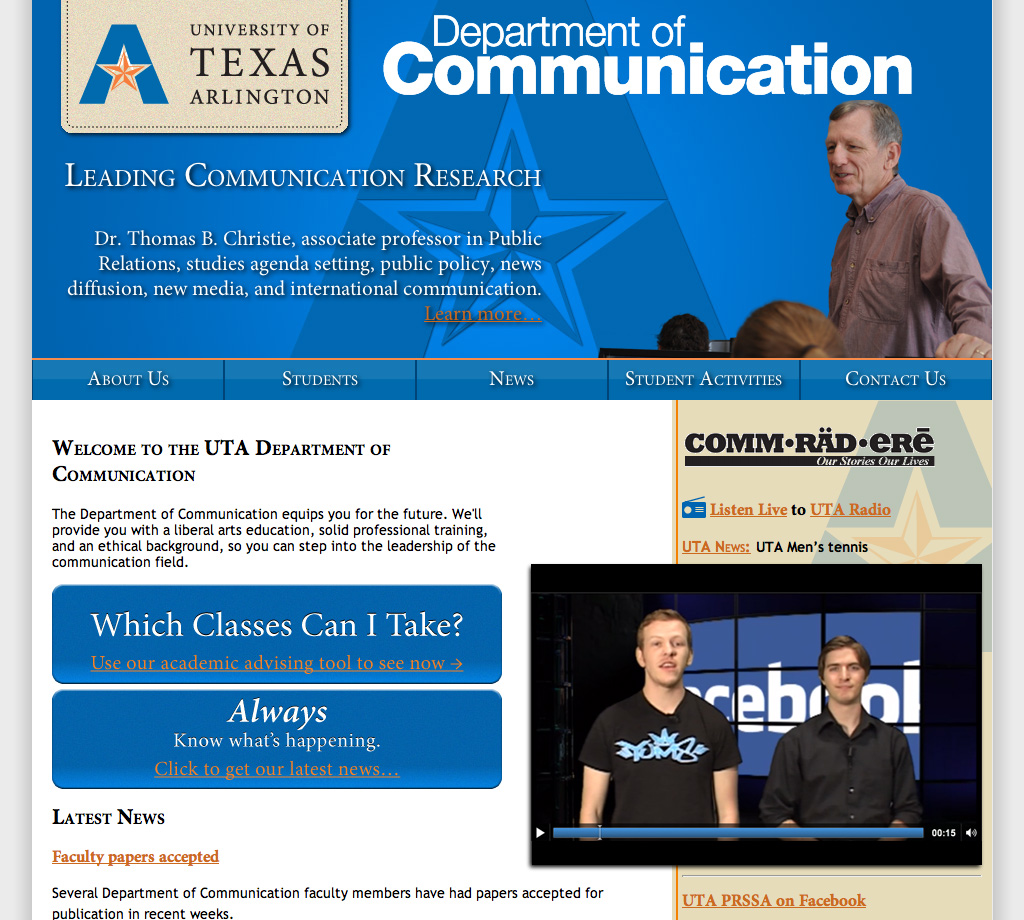 UNIVERSITY OF
TEXAS
ARLINGTON
Department of
Communication
Leading Communication Research
Dr. Thomas B. Christie, associate professor in Public
Relations, studies agenda setting, public policy, news
diffusion, new media, and international communication.
Learn more…
About Us
Students
News
Student Activities
Contact Us
Welcome to the UTA Department of
Communication
The Department of Communication equips you for the future. We'll
provide you with a liberal arts education, solid professional training,
and an ethical background, so you can step into the leadership of the
communication field.
Which Classes Can I Take?
Use our academic advising tool to see now →
Always
Know what's happening.
Click to get our latest news…
Latest News
Faculty papers accepted
Several Department of Communication faculty members have had papers accepted for
publication in recent weeks.
COMM•RÄD•ERĒ
Our Stories Our Lives
Listen Live to UTA Radio
UTA News: UTA Men's tennis
facebook
00:15
UTA PRSSA on Facebook